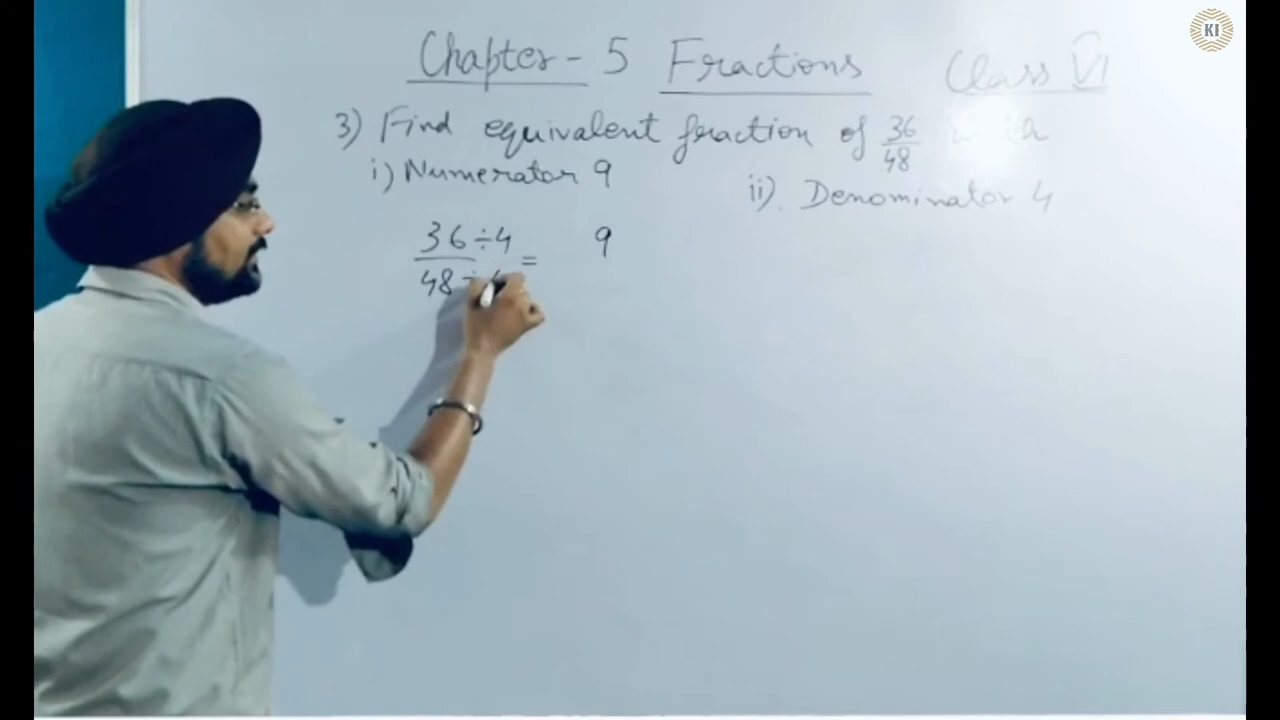 KI
Chapter - 5 Fractions Class VI
3) Find equivalent fraction of 36/48
i) Numerator 9
ii). Denominator 4
36÷4 = 9
48÷